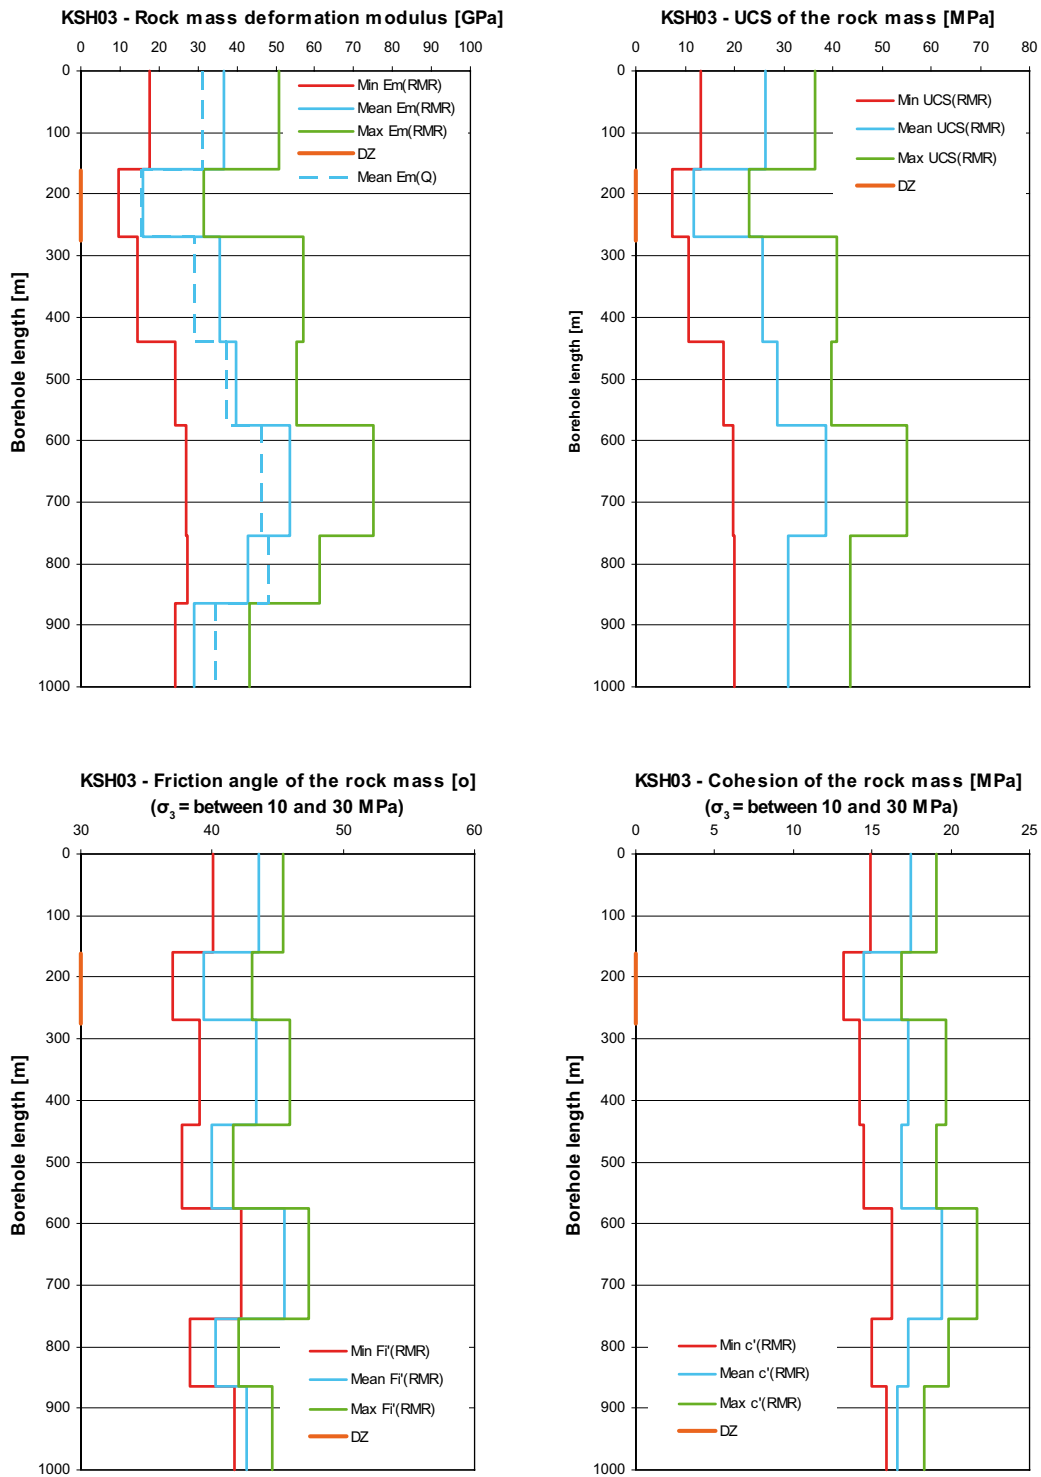 KSH03 - Rock mass deformation modulus [GPa]
0 10 20 30 40 50 60 70 80 90 100
0
100
200
300
400
500
600
700
800
900
1000
Borehole length [m]
Min Em(RMR)
Mean Em(RMR)
Max Em(RMR)
DZ
Mean Em(Q)
KSH03 - UCS of the rock mass [MPa]
0 10 20 30 40 50 60 70 80
0
100
200
300
400
500
600
700
800
900
1000
Borehole length [m]
Min UCS(RMR)
Mean UCS(RMR)
Max UCS(RMR)
DZ
KSH03 - Friction angle of the rock mass [o]
(σ3 = between 10 and 30 MPa)
30 40 50 60
0
100
200
300
400
500
600
700
800
900
1000
Borehole length [m]
Min Fi'(RMR)
Mean Fi'(RMR)
Max Fi'(RMR)
DZ
KSH03 - Cohesion of the rock mass [MPa]
(σ3 = between 10 and 30 MPa)
0 5 10 15 20 25
0
100
200
300
400
500
600
700
800
900
1000
Borehole length [m]
Min c'(RMR)
Mean c'(RMR)
Max c'(RMR)
DZ